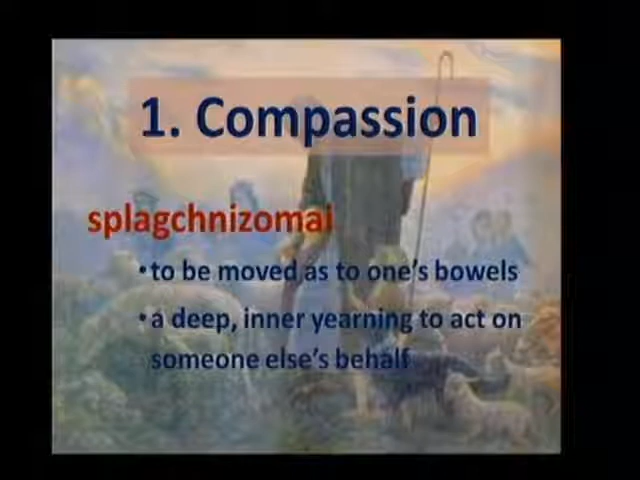 1. Compassion
splagchnizomai
•to be moved as to one's bowels
•a deep, inner yearning to act on
someone else's behalf